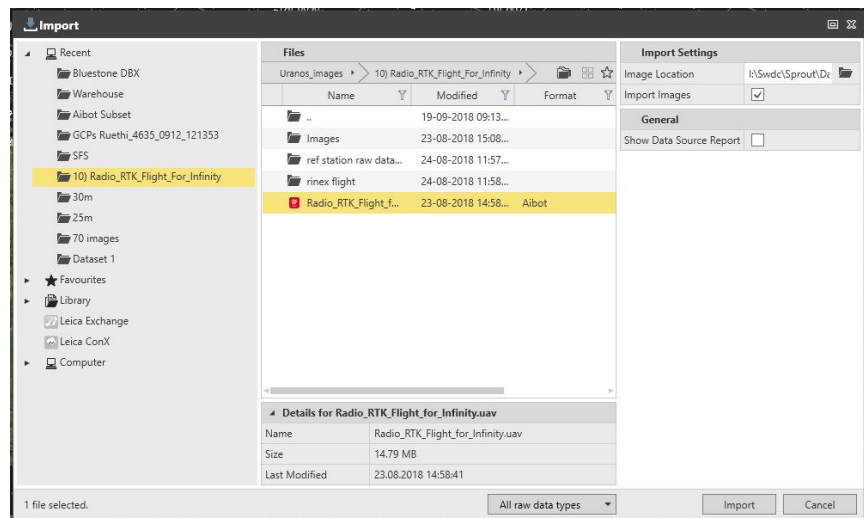 Import
Recent
Bluestone DBX
Warehouse
Aibot Subset
GCPs Ruethi_4635_0912_121353
SFS
10) Radio_RTK_Flight_For_Infinity
30m
25m
70 images
Dataset 1
Favourites
Library
Leica Exchange
Leica ConX
Computer
Files
Uranos_images 10) Radio_RTK_Flight_For_Infinity
Name Modified Format
.. 19-09-2018 09:13...
Images 23-08-2018 15:08...
ref station raw data... 24-08-2018 11:57...
rinex flight 24-08-2018 11:58...
Radio_RTK_Flight_f... 23-08-2018 14:58... Aibot
Details for Radio_RTK_Flight_for_Infinity.uav
Name Radio_RTK_Flight_for_Infinity.uav
Size 14.79 MB
Last Modified 23.08.2018 14:58:41
Import Settings
Image Location I:\Swdc\Sprout\Da
Import Images
General
Show Data Source Report
1 file selected.
All raw data types
Import Cancel